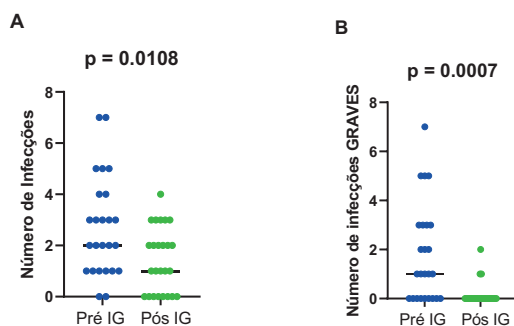 A
p = 0.0108
Número de Infecções
8
6
4
2
0
Pré IG Pós IG
B
p = 0.0007
Número de infecções GRAVES
8
6
4
2
0
Pré IG Pós IG